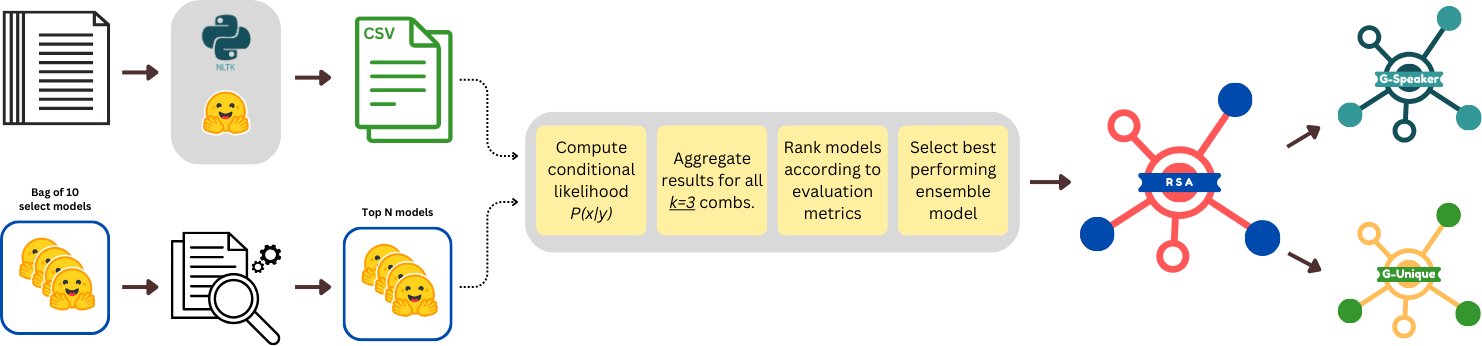 NLTK
CSV
Bag of 10
select models
Top N models
Compute
conditional
likelihood
P(x|y)
Aggregate
results for all
k=3 combs.
Rank models
according to
evaluation
metrics
Select best
performing
ensemble
model
RSA
G-Speaker
G-Unique